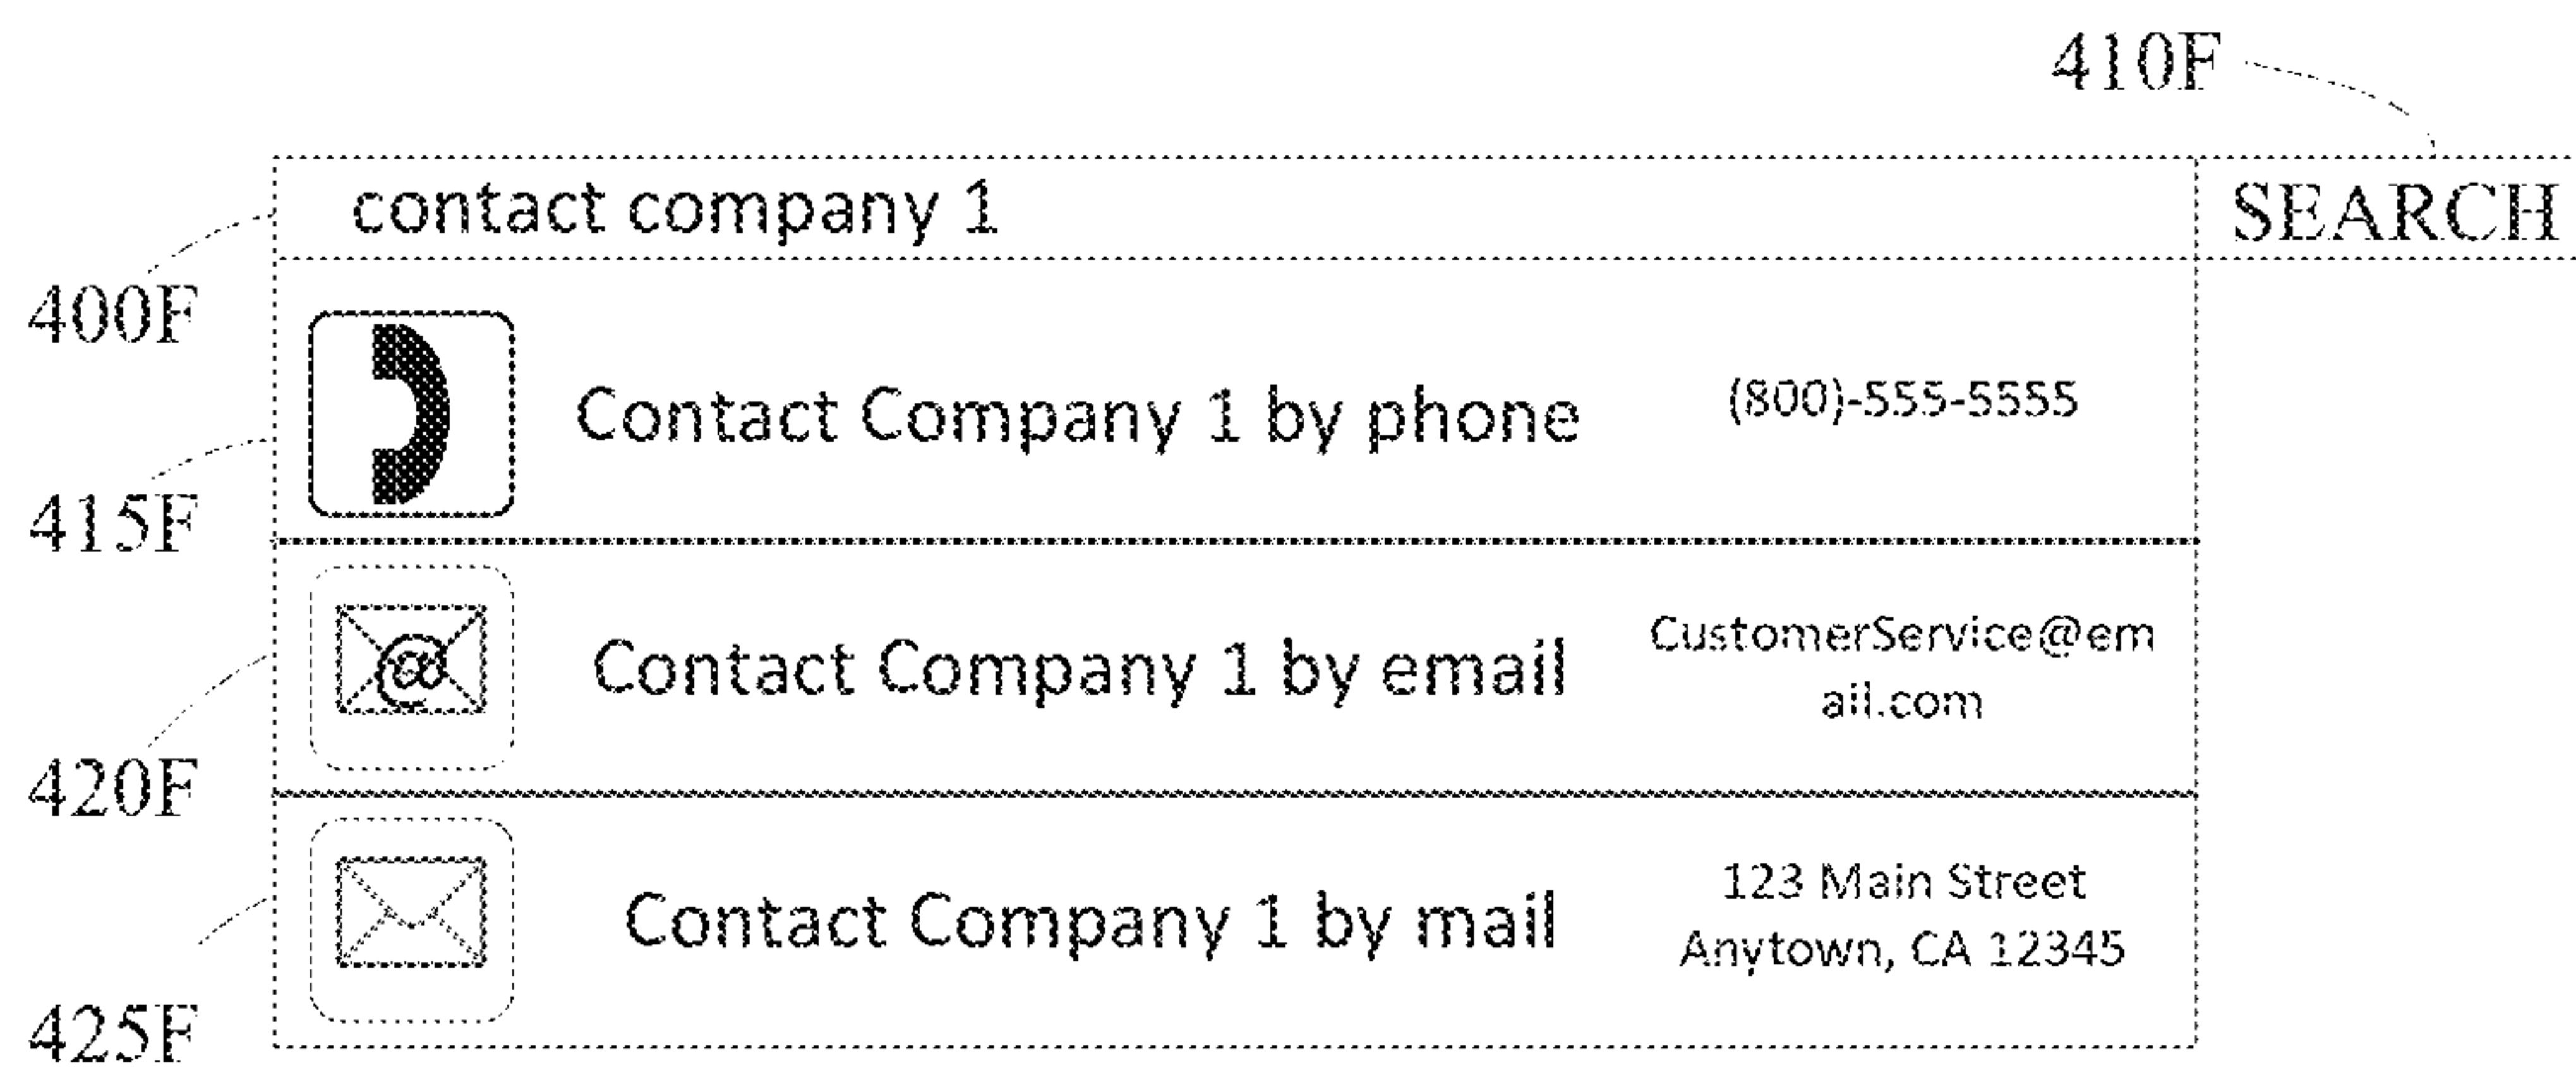 410F
contact company 1 SEARCH
400F
Contact Company 1 by phone (800)-555-5555
415F
@
Contact Company 1 by email CustomerService@em
ail.com
420F
Contact Company 1 by mail 123 Main Street
Anytown, CA 12345
425F